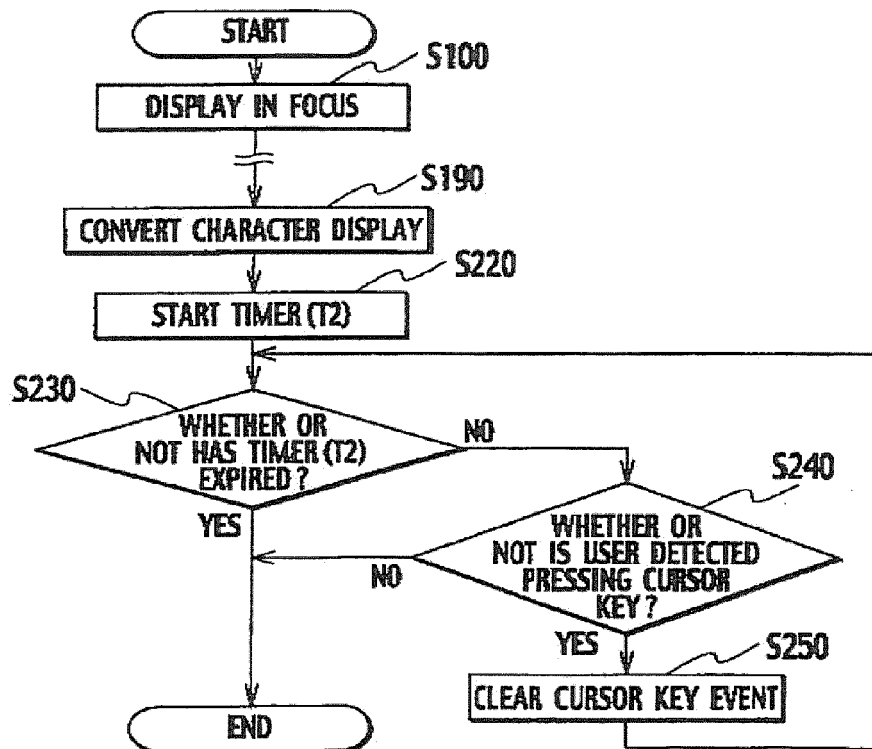 START
S100
DISPLAY IN FOCUS
S190
CONVERT CHARACTER DISPLAY
S220
START TIMER (T2)
S230
WHETHER OR
NOT HAS TIMER (T2)
EXPIRED?
NO
YES
S240
WHETHER OR
NOT IS USER DETECTED
PRESSING CURSOR
KEY?
NO
YES
S250
CLEAR CURSOR KEY EVENT
END